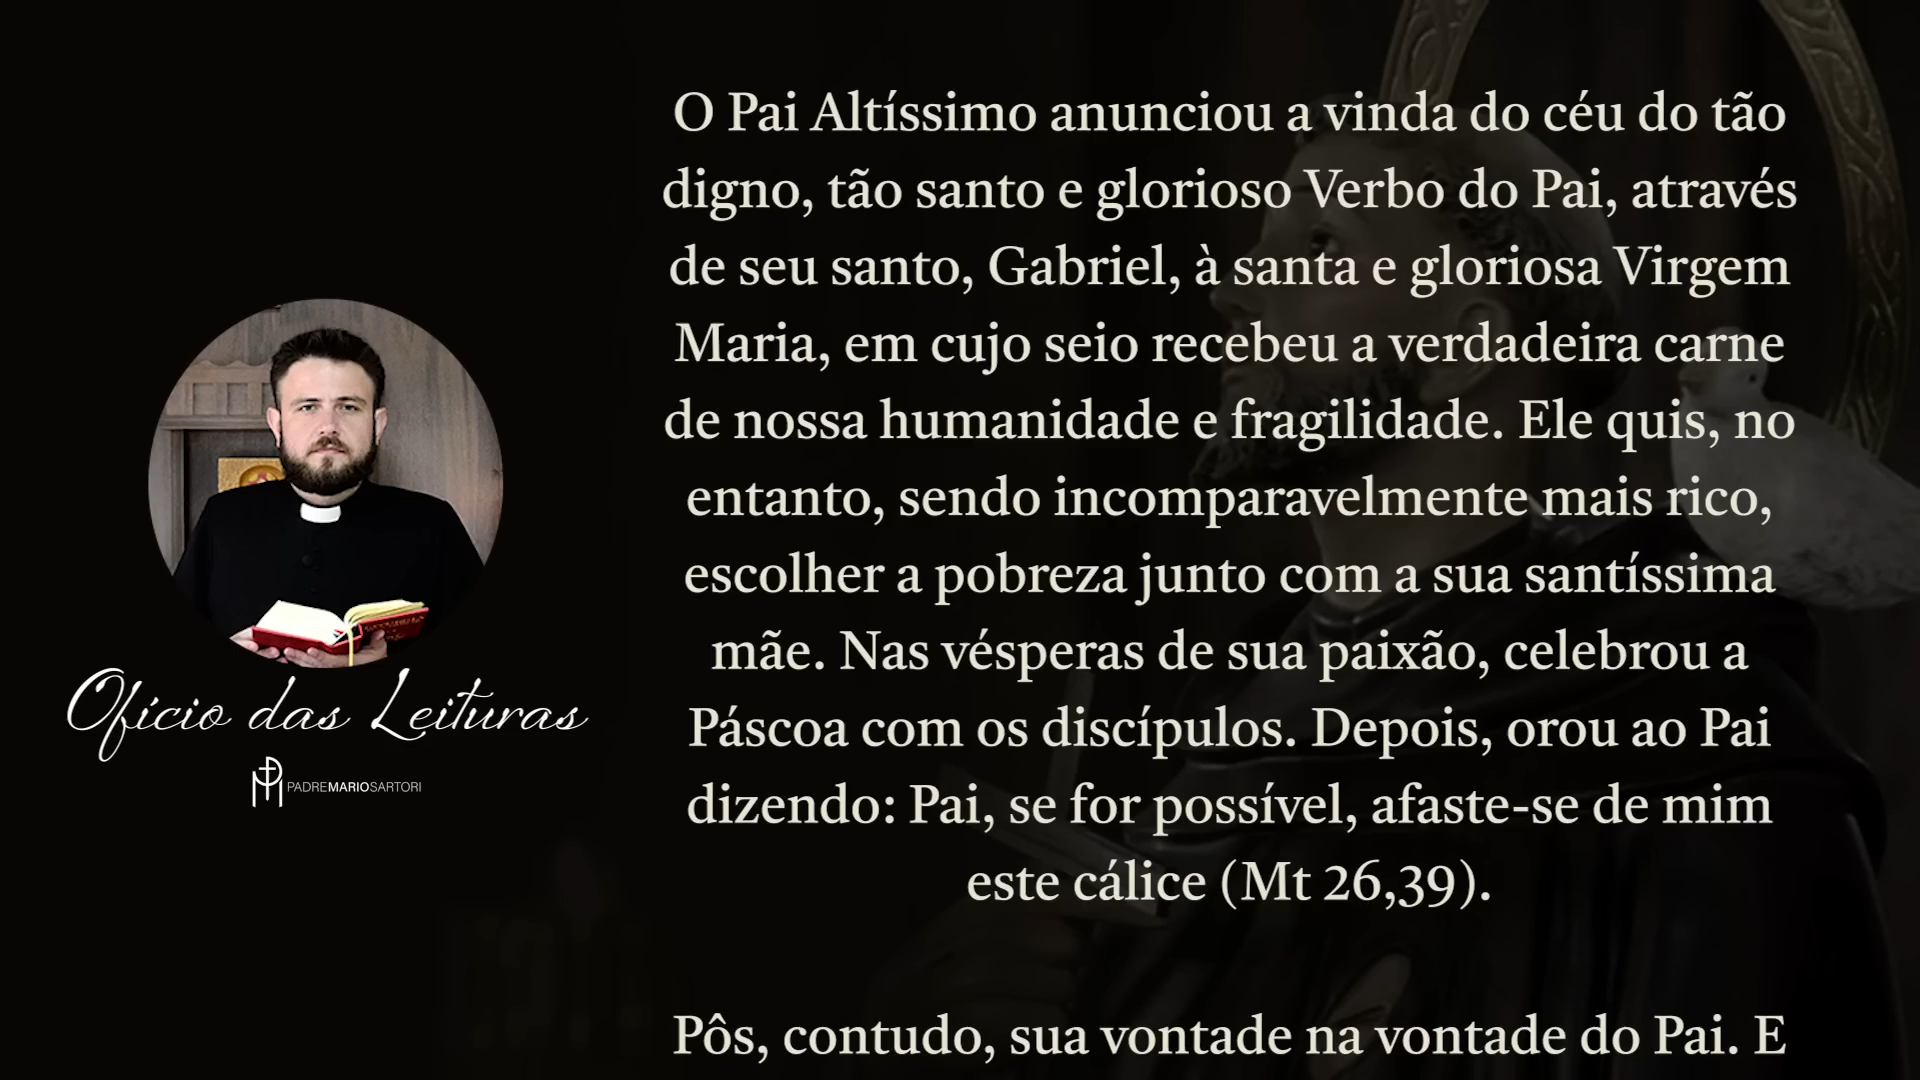 O Pai Altíssimo anunciou a vinda do céu do tão
digno, tão santo e glorioso Verbo do Pai, através
de seu santo, Gabriel, à santa e gloriosa Virgem
Maria, em cujo seio recebeu a verdadeira carne
de nossa humanidade e fragilidade. Ele quis, no
entanto, sendo incomparavelmente mais rico,
escolher a pobreza junto com a sua santíssima
mãe. Nas vésperas de sua paixão, celebrou a
Páscoa com os discípulos. Depois, orou ao Pai
dizendo: Pai, se for possível, afaste-se de mim
este cálice (Mt 26,39).
Pôs, contudo, sua vontade na vontade do Pai. E
Ofício das Leituras
PADREMARIOSARTORI